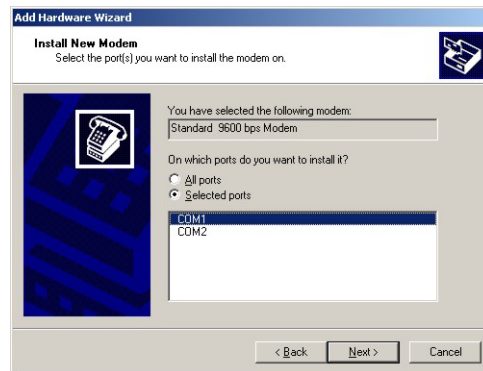 Add Hardware Wizard
Install New Modem
Select the port(s) you want to install the modem on.
You have selected the following modem:
Standard 9600 bps Modem
On which ports do you want to install it?
All ports
Selected ports
COM1
COM2
< Back
Next >
Cancel